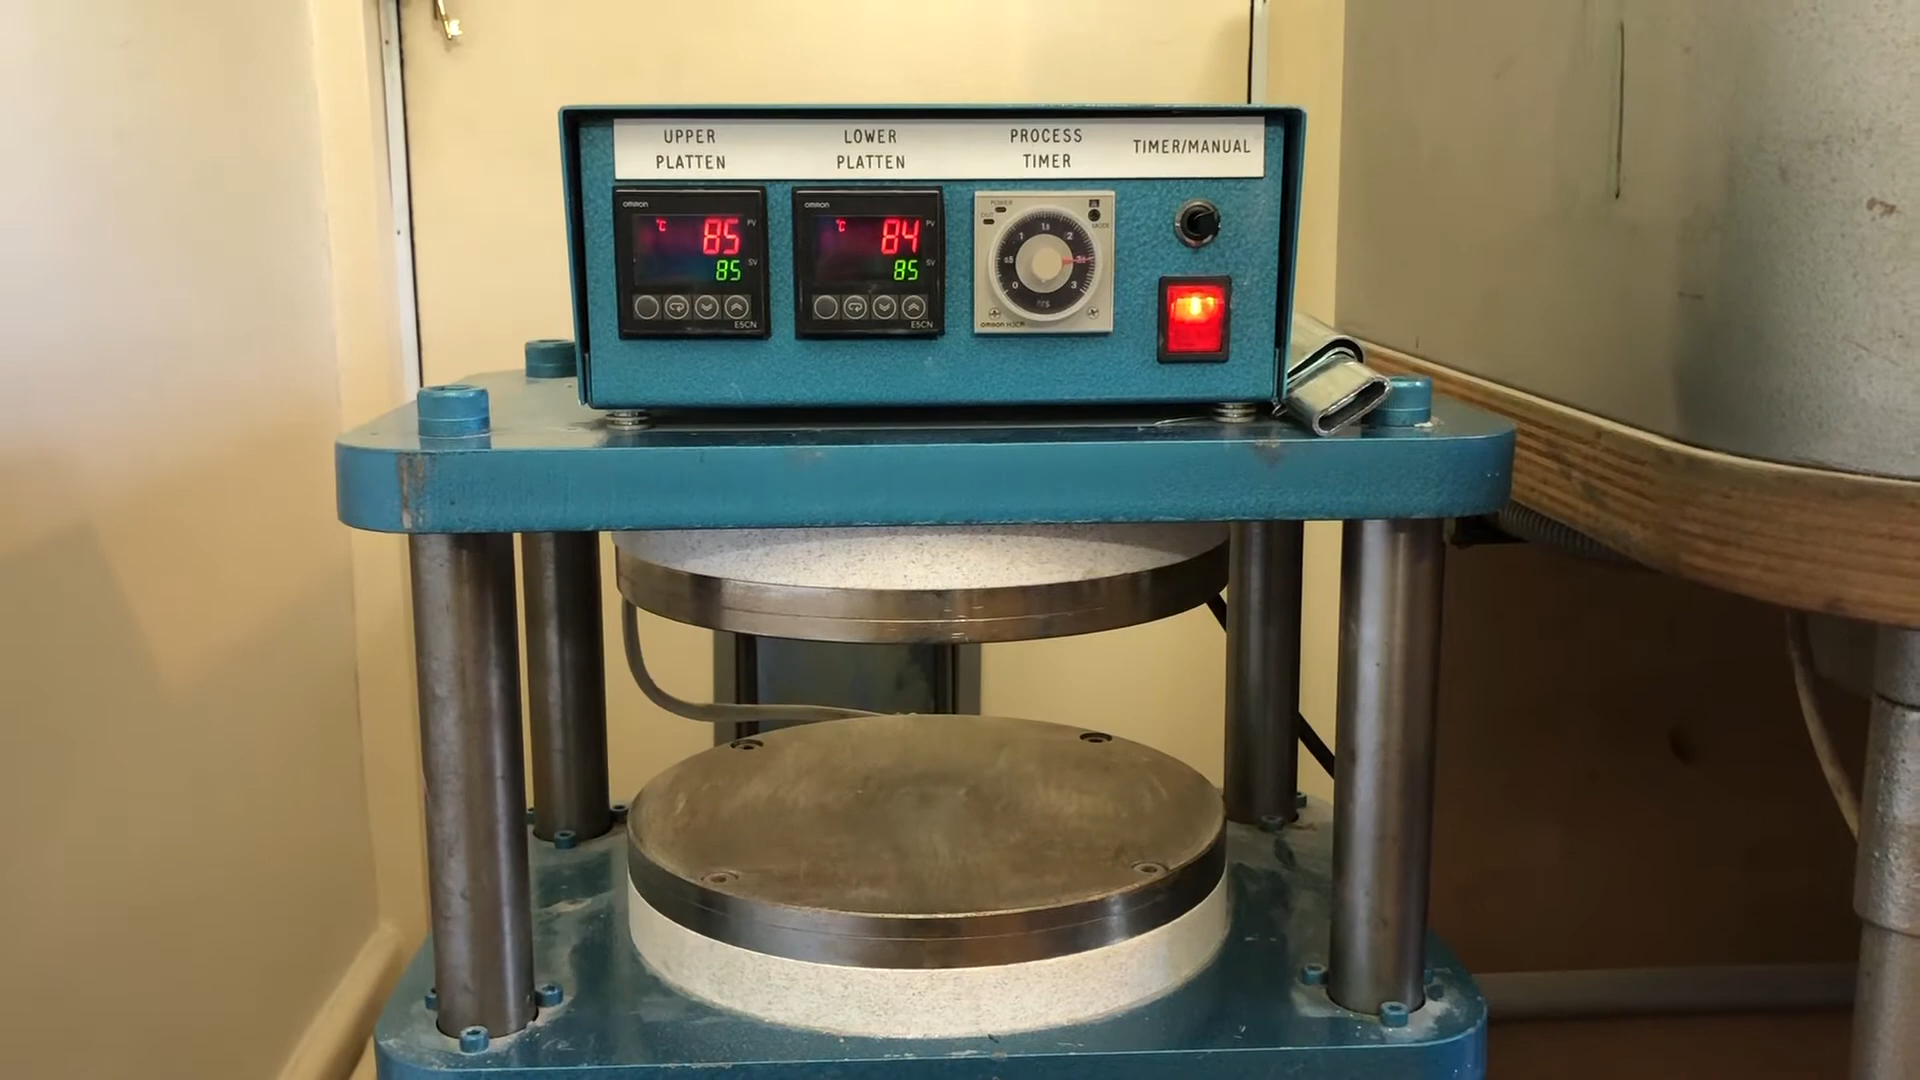 UPPER
PLATTEN
LOWER
PLATTEN
PROCESS
TIMER
TIMER/MANUAL
omron
°C 85 PV
85 SV
E5CN
omron
°C 84 PV
85 SV
E5CN
POWER
OUT
MODE
0
0.5
1
1.5
2
3
hrs
omron H3CR